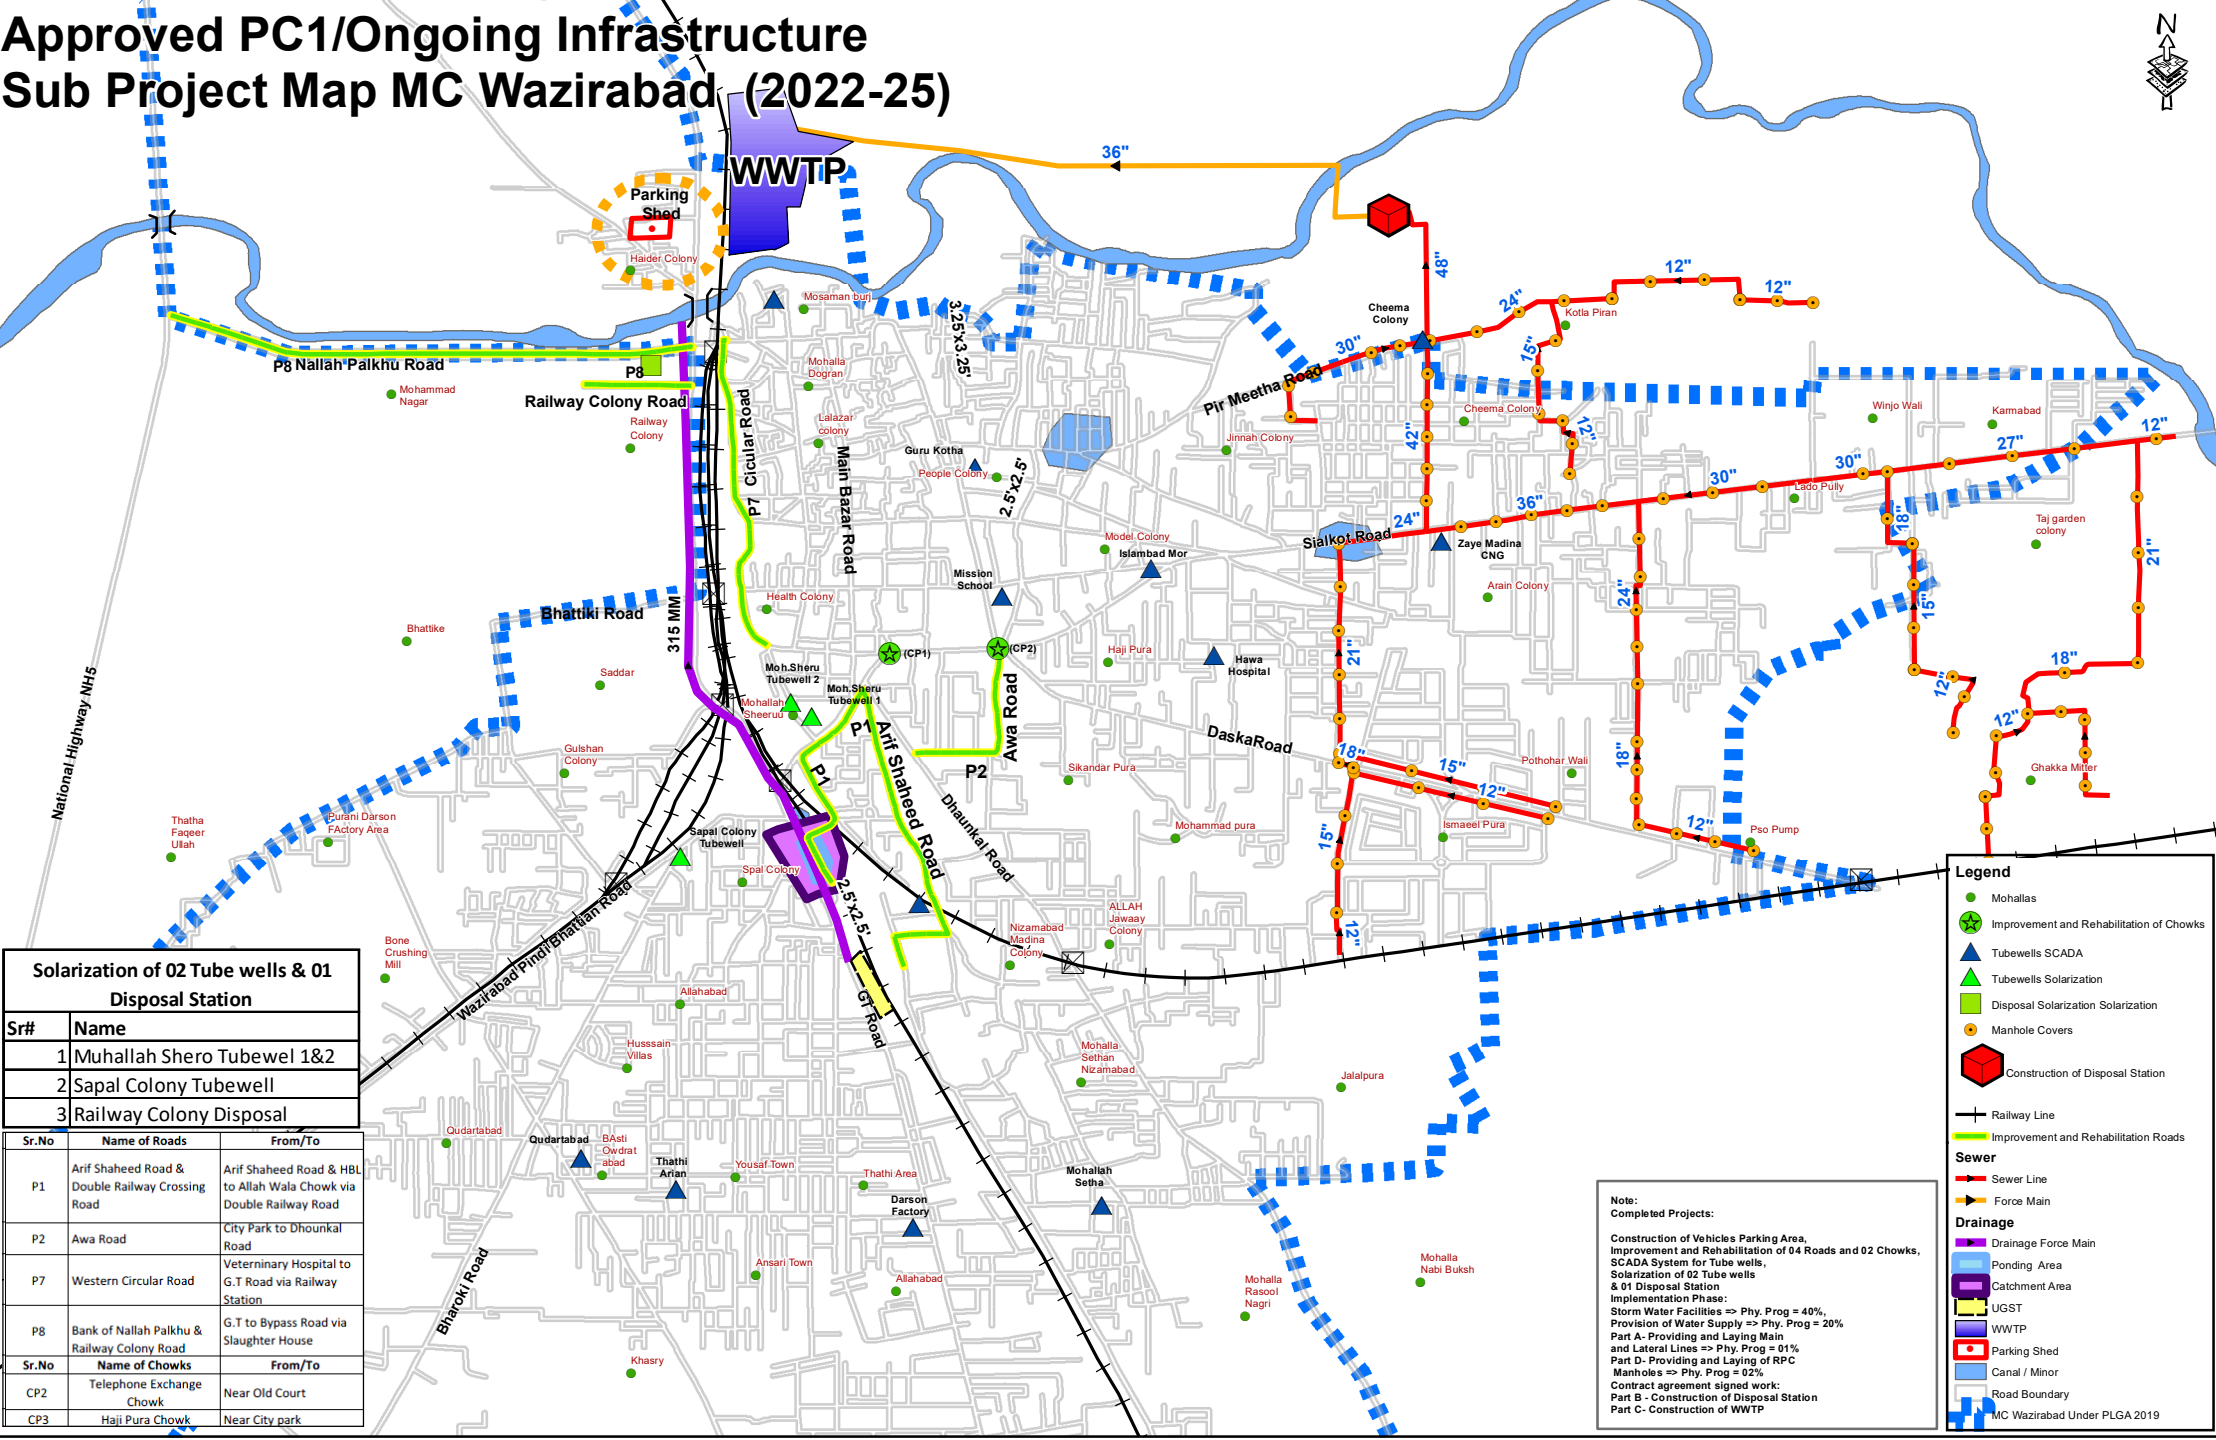 Approved PC1/Ongoing Infrastructure
Sub Project Map MC Wazirabad (2022-25)
N
WWTP
36"
Parking
Shed
Haider Colony
48"
12"
12"
24"
Kotla Piran
Mosaman burj
3.25'x3.25'
Cheema
Colony
30"
15"
P8 Nallah Palkhu Road
P8
Mohalla
Dogran
Pir Meetha Road
Mohammad
Nagar
Railway Colony Road
Railway
Colony
P7 Cicular Road
Lalazar
colony
Main Bazar Road
Guru Kotha
People Colony
2.5'x2.5'
Jinnah Colony
42"
Cheema Colony
12"
Winjo Wali
Karmabad
12"
27"
30"
30"
Lado Pully
36"
24"
18"
Taj garden
colony
21"
Sialkot Road
Zaye Madina
CNG
Model Colony
Islambad Mor
Mission
School
Arain Colony
24"
15"
Health Colony
315 MM
Bhattiki Road
Bhattike
Saddar
(CP1)
(CP2)
Haji Pura
Hawa
Hospital
21"
18"
12"
12"
Moh.Sheru
Tubewell 2
Moh.Sheru
Tubewell 1
Mohallah
Sheeruu
National Highway NH5
P1
P1
Arif Shaheed Road
Awa Road
P2
DaskaRoad
Gulshan
Colony
Sikandar Pura
18"
15"
12"
Pothohar Wali
18"
Ghakka Mitter
Dhaunkal Road
Thatha
Faqeer
Ullah
Purani Darson
FActory Area
Sapal Colony
Tubewell
Spal Colony
Mohammad pura
15"
Ismaeel Pura
12"
Pso Pump
2.5'x2.5'
Wazirabad Pindi Bhattian Road
Bone
Crushing
Mill
Nizamabad
Madina
Colony
ALLAH
Jawaay
Colony
12"
Allahabad
GT Road
Husssain
Villas
Mohalla
Sethan
Nizamabad
Jalalpura
Qudartabad
Qudartabad
BAsti
Owdrat
abad
Thathi
Arian
Yousaf Town
Thathi Area
Darson
Factory
Mohallah
Setha
Ansari Town
Allahabad
Bharoki Road
Khasry
Mohalla
Rasool
Nagri
Mohalla
Nabi Buksh
Solarization of 02 Tube wells & 01
Disposal Station
Sr# Name
1 Muhallah Shero Tubewel 1&2
2 Sapal Colony Tubewell
3 Railway Colony Disposal
Sr.No Name of Roads From/To
P1 Arif Shaheed Road & Double Railway Crossing Road Arif Shaheed Road & HBL to Allah Wala Chowk via Double Railway Road
P2 Awa Road City Park to Dhounkal Road
P7 Western Circular Road Veterninary Hospital to G.T Road via Railway Station
P8 Bank of Nallah Palkhu & Railway Colony Road G.T to Bypass Road via Slaughter House
Sr.No Name of Chowks From/To
CP2 Telephone Exchange Chowk Near Old Court
CP3 Haji Pura Chowk Near City park
Note:
Completed Projects:
Construction of Vehicles Parking Area,
Improvement and Rehabilitation of 04 Roads and 02 Chowks,
SCADA System for Tube wells,
Solarization of 02 Tube wells
& 01 Disposal Station
Implementation Phase:
Storm Water Facilities => Phy. Prog = 40%,
Provision of Water Supply => Phy. Prog = 20%
Part A- Providing and Laying Main
and Lateral Lines => Phy. Prog = 01%
Part D- Providing and Laying of RPC
Manholes => Phy. Prog = 02%
Contract agreement signed work:
Part B - Construction of Disposal Station
Part C- Construction of WWTP
Legend
Mohallas
Improvement and Rehabilitation of Chowks
Tubewells SCADA
Tubewells Solarization
Disposal Solarization Solarization
Manhole Covers
Construction of Disposal Station
Railway Line
Improvement and Rehabilitation Roads
Sewer
Sewer Line
Force Main
Drainage
Drainage Force Main
Ponding Area
Catchment Area
UGST
WWTP
Parking Shed
Canal / Minor
Road Boundary
MC Wazirabad Under PLGA 2019